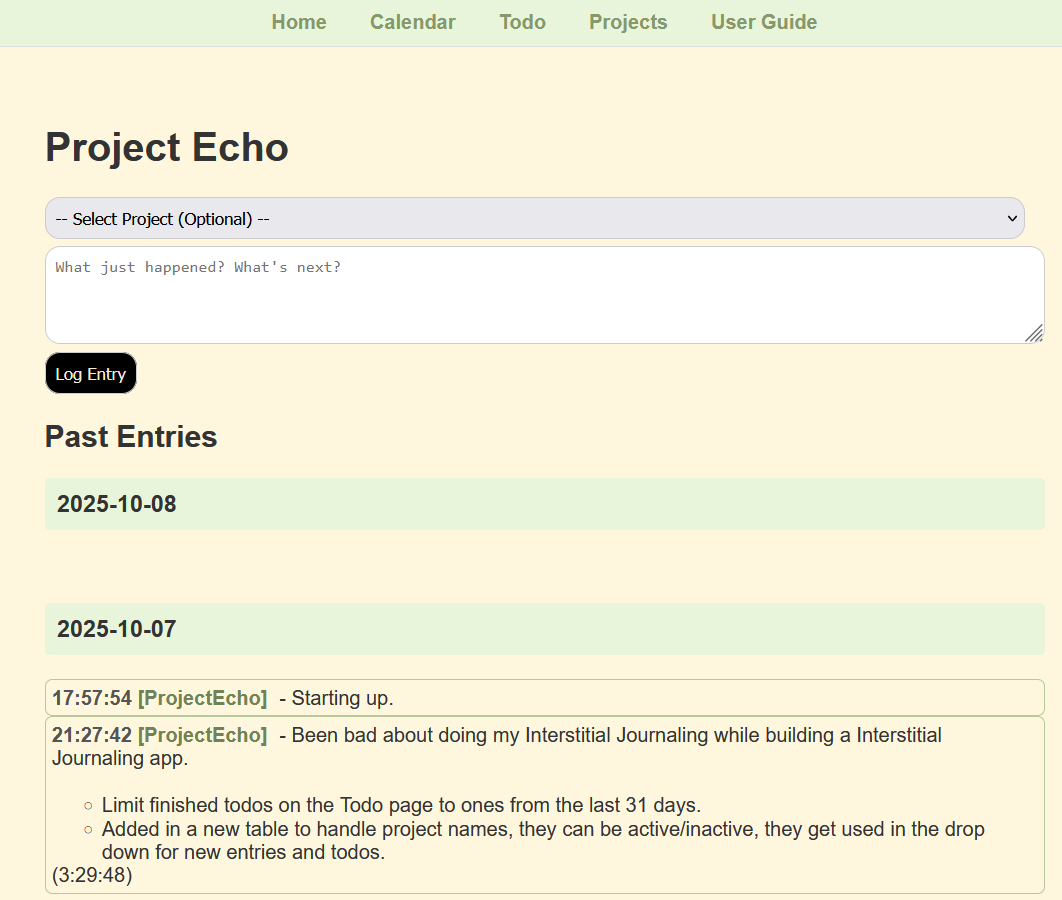 Home Calendar Todo Projects User Guide
Project Echo
-- Select Project (Optional) --
What just happened? What's next?
Log Entry
Past Entries
2025-10-08
2025-10-07
17:57:54 [ProjectEcho] - Starting up.
21:27:42 [ProjectEcho] - Been bad about doing my Interstitial Journaling while building a Interstitial
Journaling app.
Limit finished todos on the Todo page to ones from the last 31 days.
Added in a new table to handle project names, they can be active/inactive, they get used in the drop
down for new entries and todos.
(3:29:48)